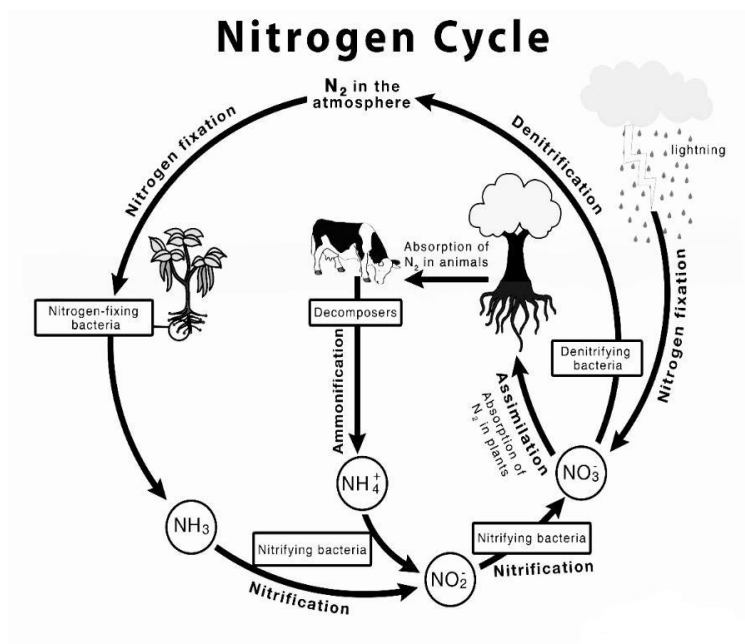 Nitrogen Cycle
N₂ in the
atmosphere
Nitrogen fixation
Denitrification
lightning
Absorption of
N₂ in animals
Nitrogen-fixing
bacteria
Decomposers
Denitrifying
bacteria
Nitrogen fixation
Ammonification
Assimilation
Absorption of
N₂ in plants
NH₄⁺
NO₃⁻
NH₃
Nitrifying bacteria
Nitrifying bacteria
NO₂⁻
Nitrification
Nitrification